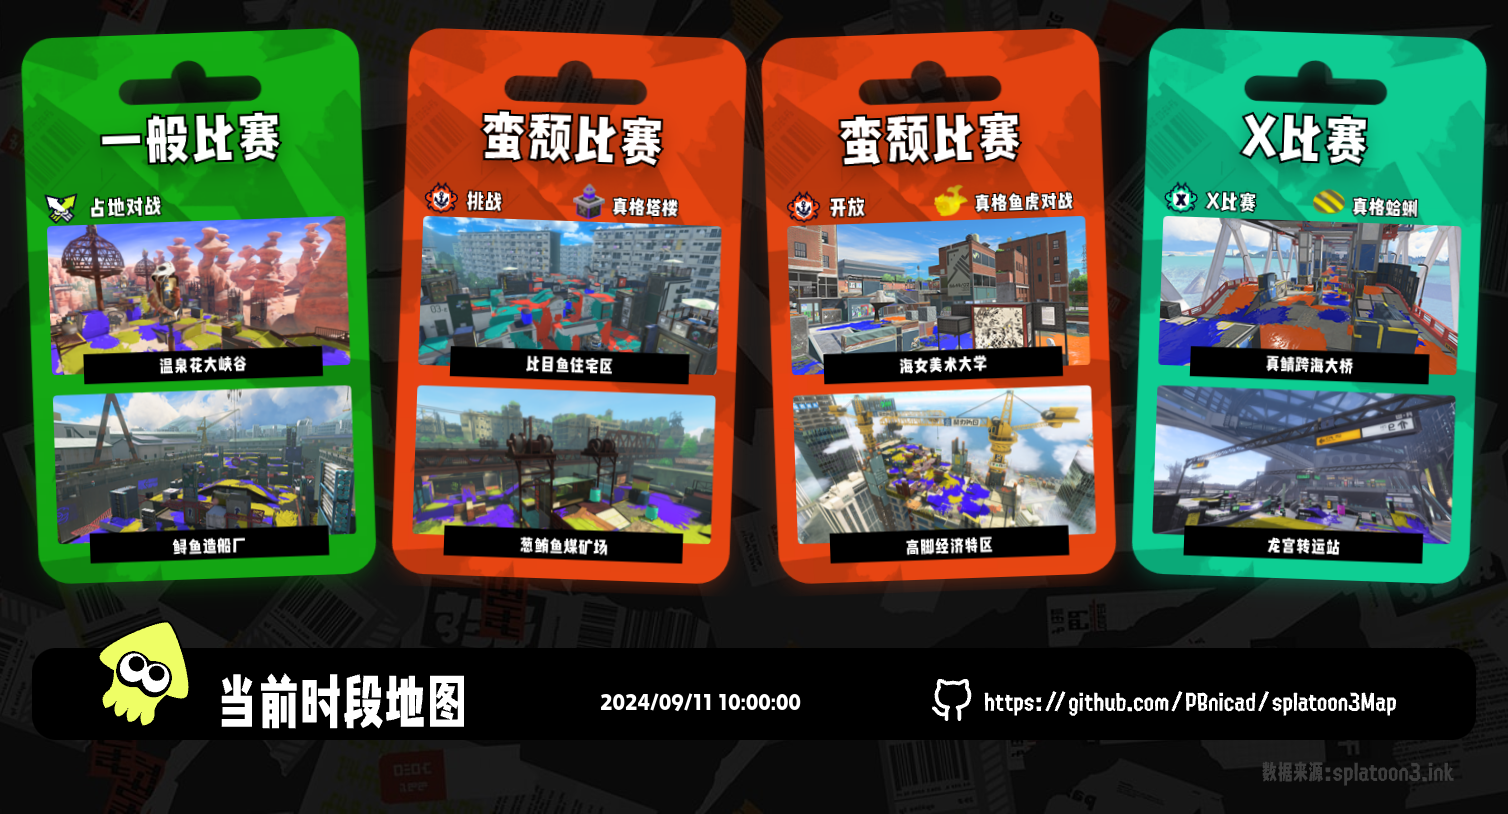 一般比赛
占地对战
温泉花大峡谷
鲟鱼造船厂
蛮颓比赛
挑战
真格塔楼
比目鱼住宅区
葱鲔鱼煤矿场
蛮颓比赛
开放
真格鱼虎对战
海女美术大学
高脚经济特区
X比赛
X比赛
真格蛤蜊
真鲭跨海大桥
龙宫转运站
当前时段地图
2024/09/11 10:00:00
https://github.com/PBnicad/splatoon3Map
数据来源:splatoon3.ink